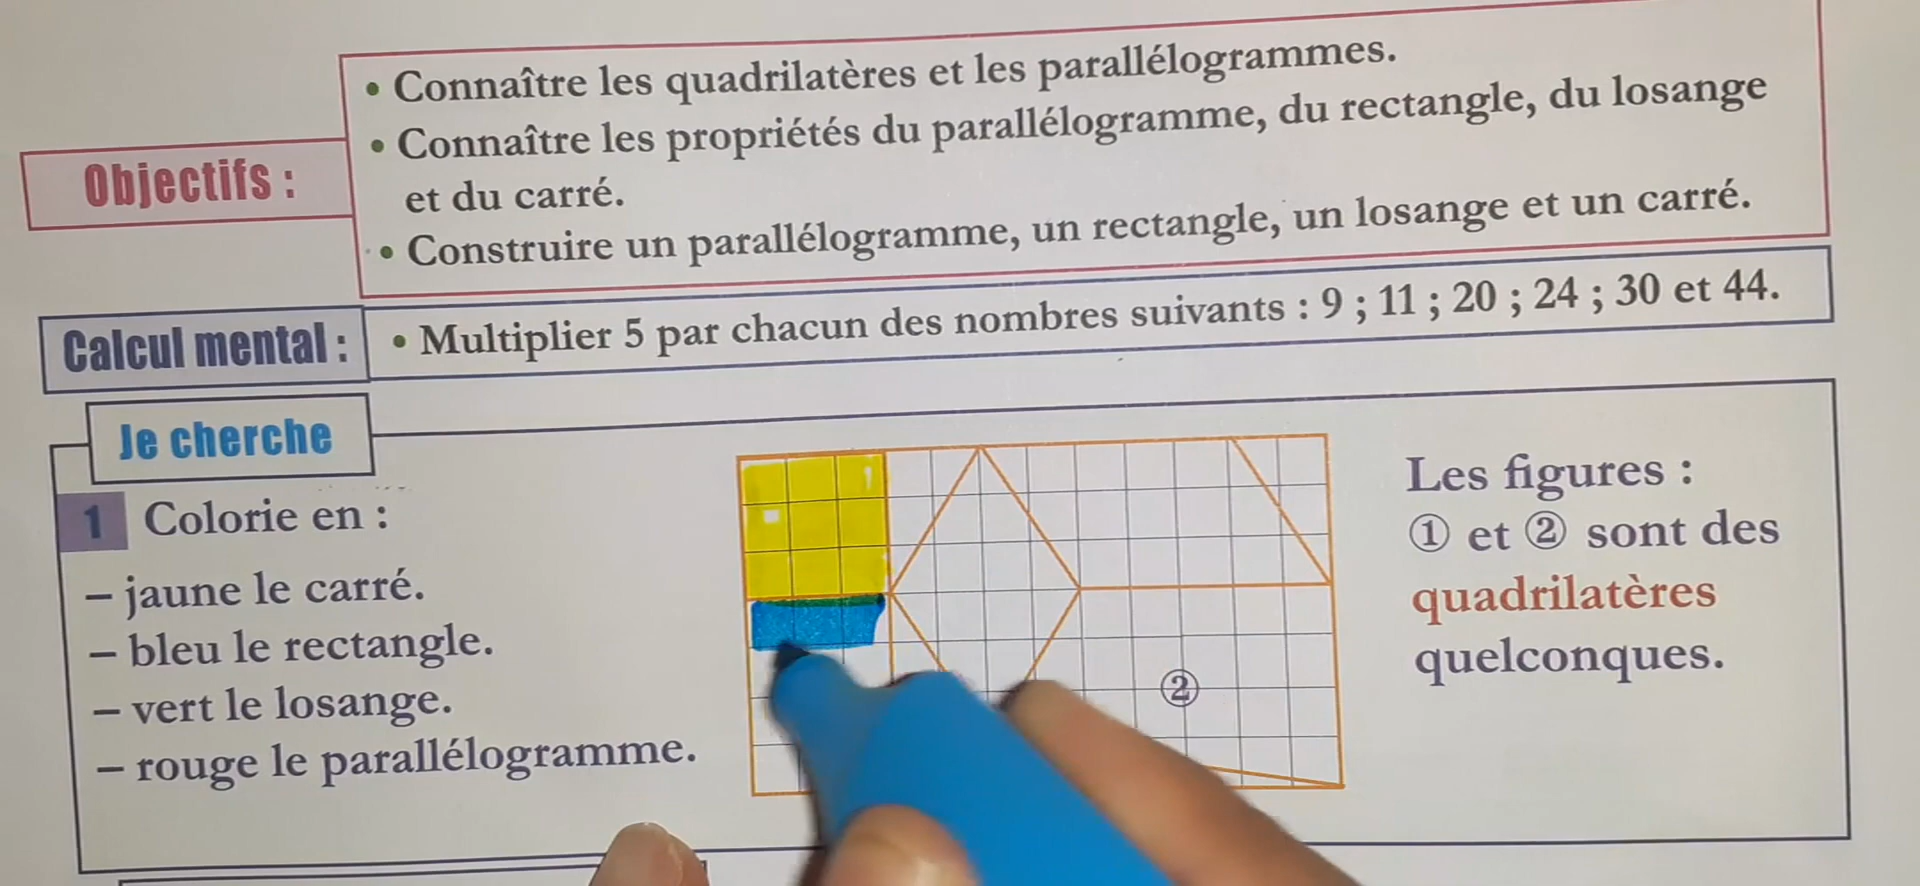 • Connaître les quadrilatères et les parallélogrammes.
• Connaître les propriétés du parallélogramme, du rectangle, du losange
et du carré.
• Construire un parallélogramme, un rectangle, un losange et un carré.
Objectifs :
Calcul mental :
• Multiplier 5 par chacun des nombres suivants : 9 ; 11 ; 20 ; 24 ; 30 et 44.
Je cherche
1 Colorie en :
– jaune le carré.
– bleu le rectangle.
– vert le losange.
– rouge le parallélogramme.
②
Les figures :
① et ② sont des
quadrilatères
quelconques.